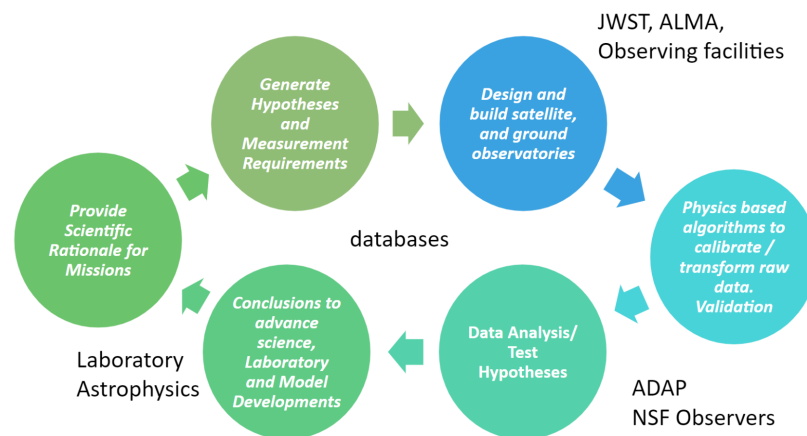 JWST, ALMA,
Observing facilities
Generate
Hypotheses
and
Measurement
Requirements
Design and
build satellite,
and ground
observatories
Physics based
algorithms to
calibrate /
transform raw
data.
Validation
Provide
Scientific
Rationale for
Missions
databases
Conclusions to
advance
science,
Laboratory
and Model
Developments
Data Analysis/
Test
Hypotheses
Laboratory
Astrophysics
ADAP
NSF Observers